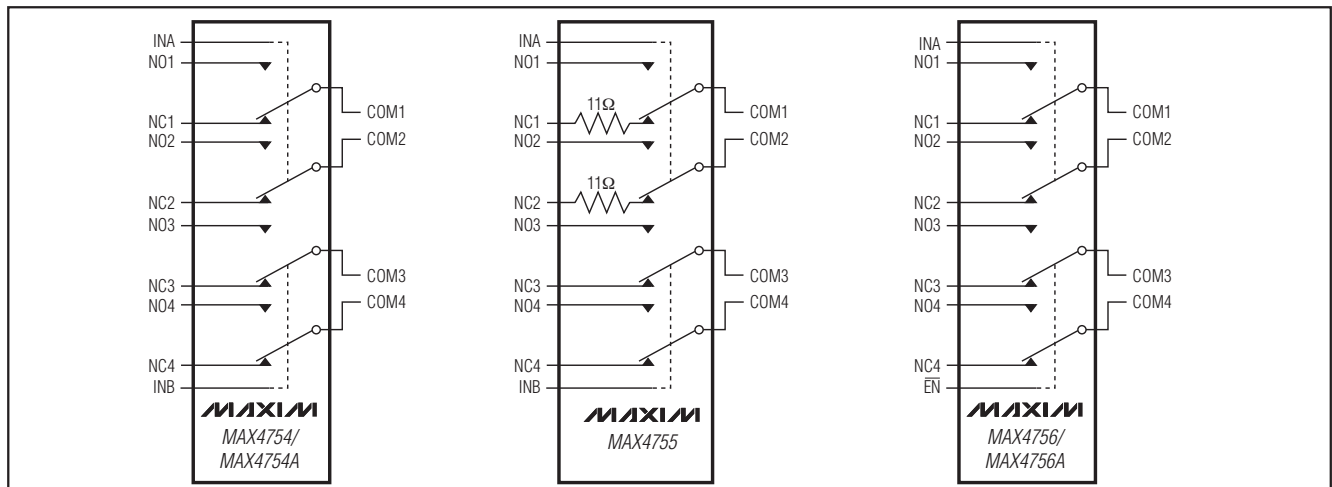 INA
NO1
NC1
NO2
NC2
NO3
NC3
NO4
NC4
INB
COM1
COM2
COM3
COM4
MAXIM
MAX4754/
MAX4754A
INA
NO1
11Ω
NC1
NO2
11Ω
NC2
NO3
NC3
NO4
NC4
INB
COM1
COM2
COM3
COM4
MAXIM
MAX4755
INA
NO1
NC1
NO2
NC2
NO3
NC3
NO4
NC4
E̅N̅
COM1
COM2
COM3
COM4
MAXIM
MAX4756/
MAX4756A